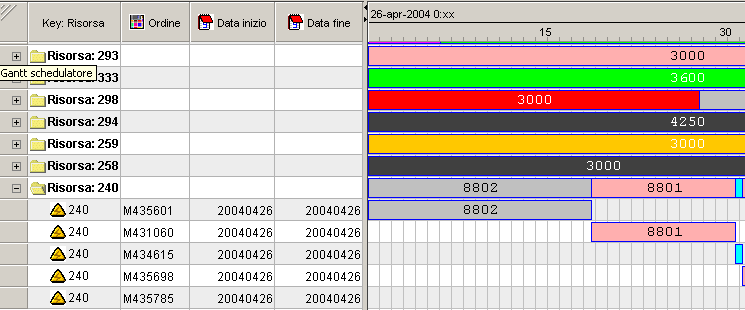 26-apr-2004 0:xx
Key: Risorsa Ordine Data inizio Data fine 15 30
Risorsa: 293 3000
Gantt schedulatore
333 3600
Risorsa: 298 3000
Risorsa: 294 4250
Risorsa: 259 3000
Risorsa: 258 3000
Risorsa: 240 8802 8801
240 M435601 20040426 20040426 8802
240 M431060 20040426 20040426 8801
240 M434615 20040426 20040426
240 M435698 20040426 20040426
240 M435785 20040426 20040426